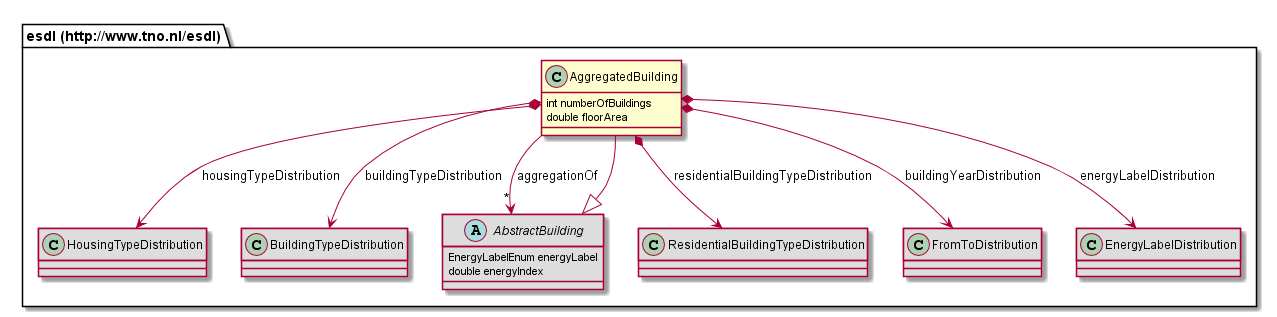 esdl (http://www.tno.nl/esdl)
C AggregatedBuilding
int numberOfBuildings
double floorArea
housingTypeDistribution
buildingTypeDistribution
aggregationOf
*
residentialBuildingTypeDistribution
buildingYearDistribution
energyLabelDistribution
C HousingTypeDistribution
C BuildingTypeDistribution
A AbstractBuilding
EnergyLabelEnum energyLabel
double energyIndex
C ResidentialBuildingTypeDistribution
C FromToDistribution
C EnergyLabelDistribution